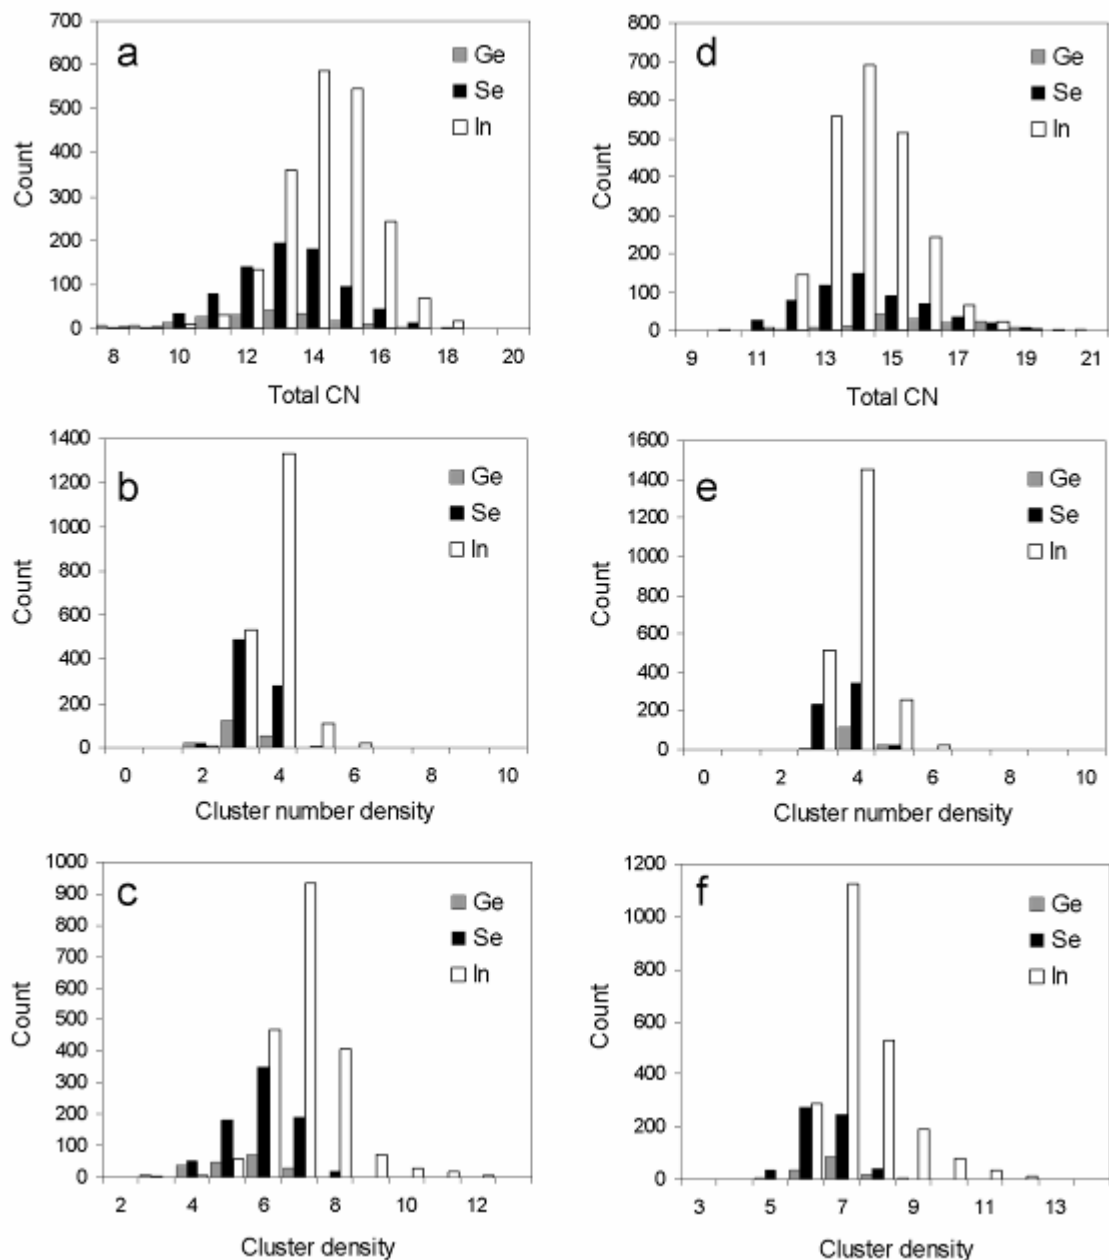 a
700
600
500
400
300
200
100
0
Count
Ge
Se
In
8 10 12 14 16 18 20
Total CN
d
800
700
600
500
400
300
200
100
0
Count
Ge
Se
In
9 11 13 15 17 19 21
Total CN
b
1400
1200
1000
800
600
400
200
0
Count
Ge
Se
In
0 2 4 6 8 10
Cluster number density
e
1600
1400
1200
1000
800
600
400
200
0
Count
Ge
Se
In
0 2 4 6 8 10
Cluster number density
c
1000
900
800
700
600
500
400
300
200
100
0
Count
Ge
Se
In
2 4 6 8 10 12
Cluster density
f
1200
1000
800
600
400
200
0
Count
Ge
Se
In
3 5 7 9 11 13
Cluster density